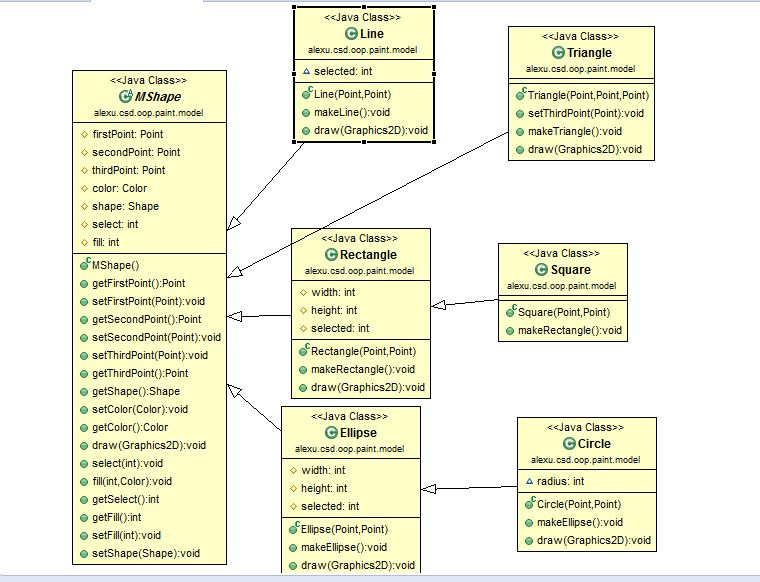 <<Java Class>>
MShape
alexu.csd.oop.paint.model
firstPoint: Point
secondPoint: Point
thirdPoint: Point
color: Color
shape: Shape
select: int
fill: int
MShape()
getFirstPoint():Point
setFirstPoint(Point):void
getSecondPoint():Point
setSecondPoint(Point):void
setThirdPoint(Point):void
getThirdPoint():Point
getShape():Shape
setColor(Color):void
getColor():Color
draw(Graphics2D):void
select(int):void
fill(int,Color):void
getSelect():int
getFill():int
setFill(int):void
setShape(Shape):void
<<Java Class>>
Line
alexu.csd.oop.paint.model
selected: int
Line(Point,Point)
makeLine():void
draw(Graphics2D):void
<<Java Class>>
Triangle
alexu.csd.oop.paint.model
Triangle(Point,Point,Point)
setThirdPoint(Point):void
makeTriangle():void
draw(Graphics2D):void
<<Java Class>>
Rectangle
alexu.csd.oop.paint.model
width: int
height: int
selected: int
Rectangle(Point,Point)
makeRectangle():void
draw(Graphics2D):void
<<Java Class>>
Square
alexu.csd.oop.paint.model
Square(Point,Point)
makeRectangle():void
<<Java Class>>
Ellipse
alexu.csd.oop.paint.model
width: int
height: int
selected: int
Ellipse(Point,Point)
makeEllipse():void
draw(Graphics2D):void
<<Java Class>>
Circle
alexu.csd.oop.paint.model
radius: int
Circle(Point,Point)
makeEllipse():void
draw(Graphics2D):void